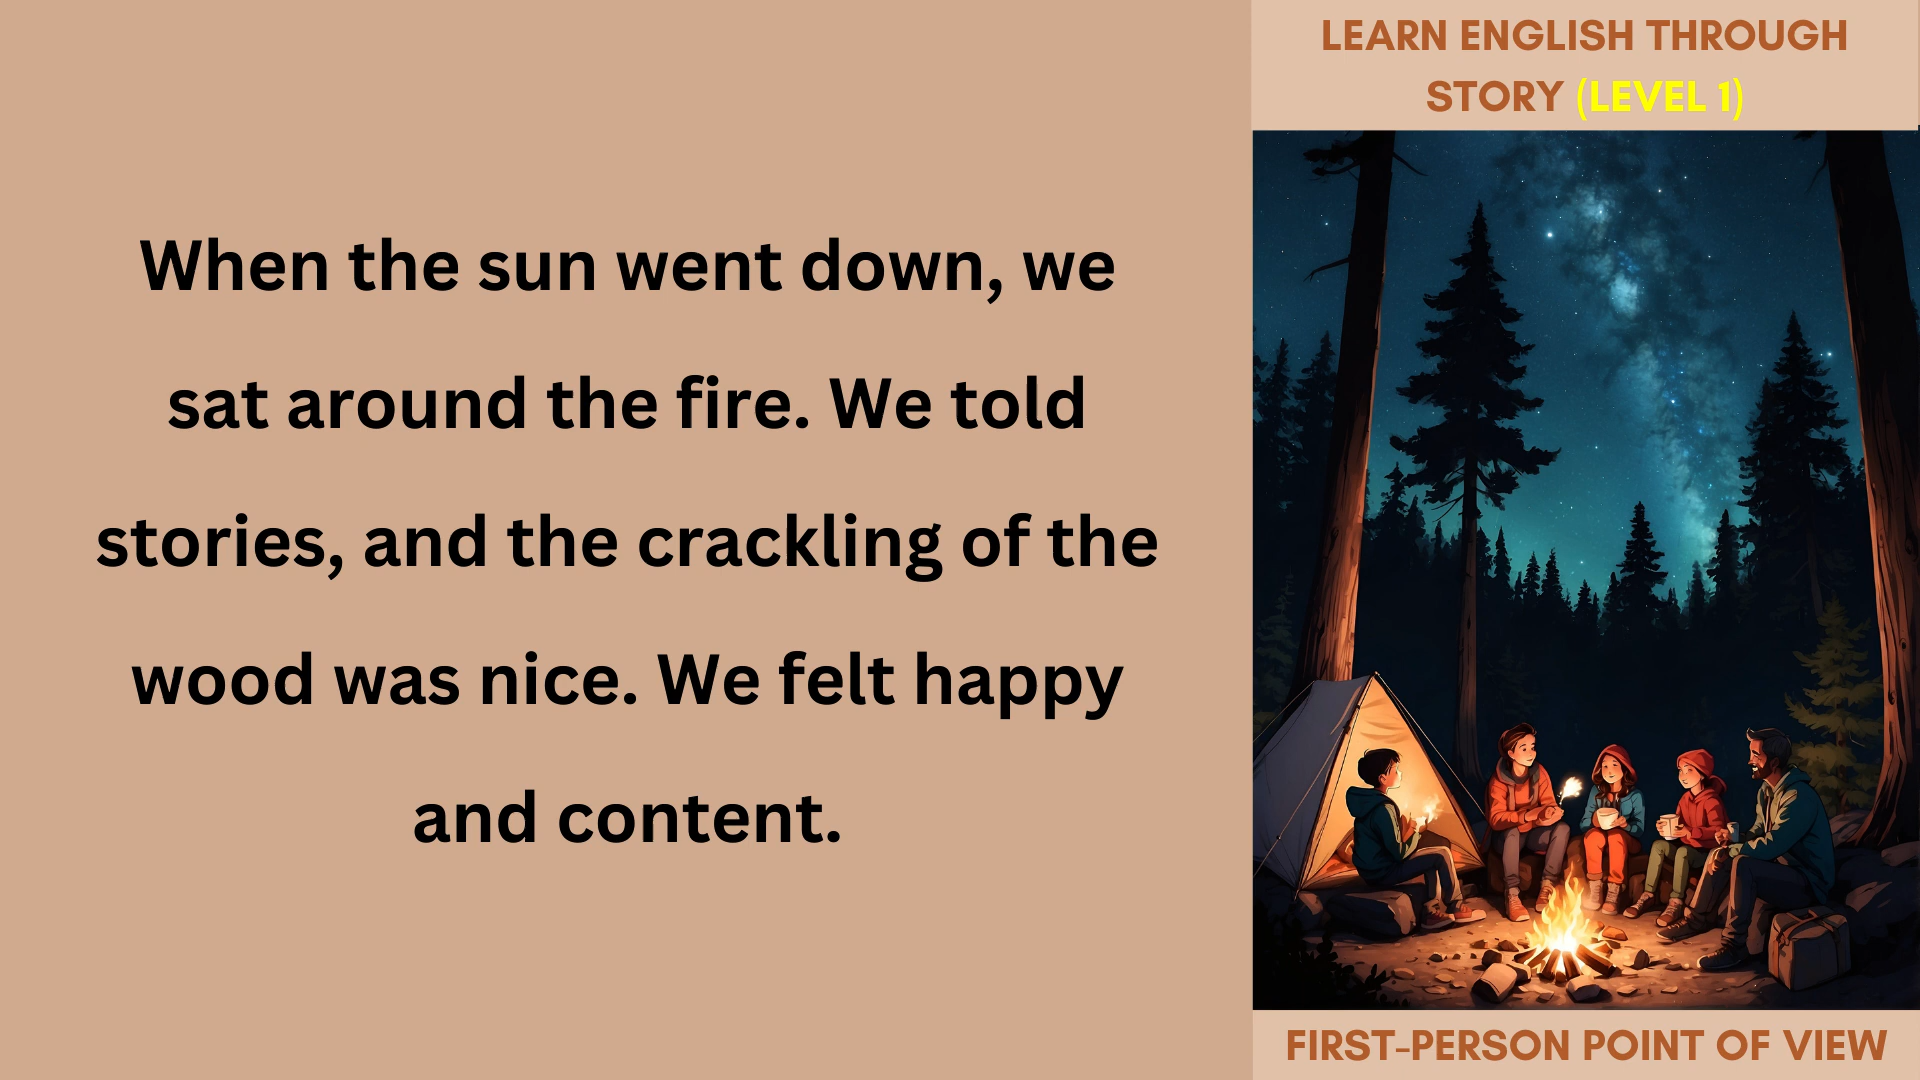 When the sun went down, we
sat around the fire. We told
stories, and the crackling of the
wood was nice. We felt happy
and content.
LEARN ENGLISH THROUGH
STORY (LEVEL 1)
FIRST-PERSON POINT OF VIEW